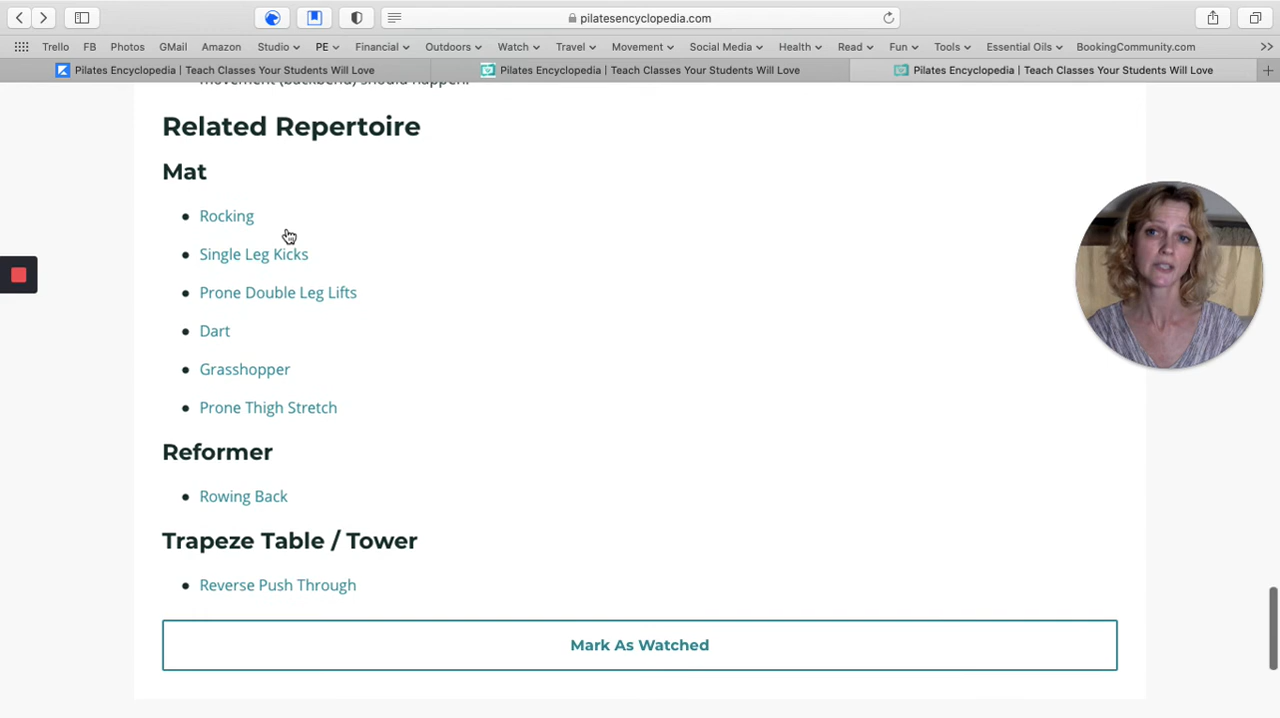 pilatesencyclopedia.com
Trello FB Photos GMail Amazon Studio PE Financial Outdoors Watch Travel Movement Social Media Health Read Fun Tools Essential Oils BookingCommunity.com
Pilates Encyclopedia | Teach Classes Your Students Will Love Pilates Encyclopedia | Teach Classes Your Students Will Love Pilates Encyclopedia | Teach Classes Your Students Will Love
movement (backbend) should happen.
Related Repertoire
Mat
Rocking
Single Leg Kicks
Prone Double Leg Lifts
Dart
Grasshopper
Prone Thigh Stretch
Reformer
Rowing Back
Trapeze Table / Tower
Reverse Push Through
Mark As Watched